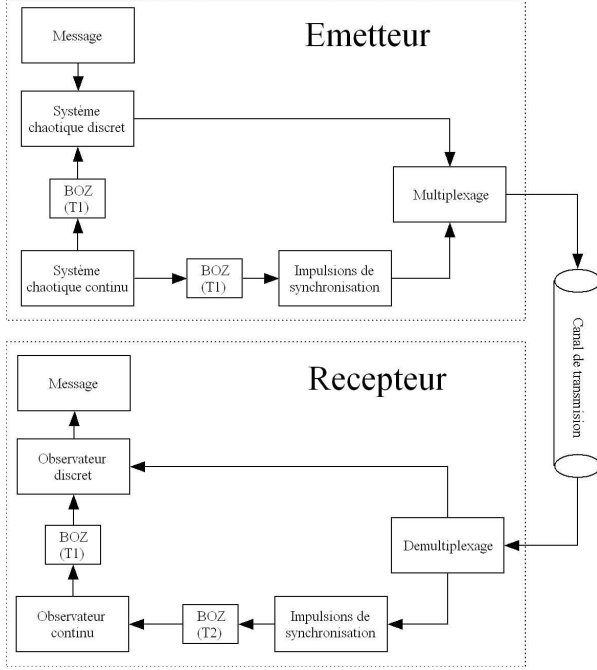 Emetteur
Message
Système
chaotique discret
BOZ
(T1)
Multiplexage
Système
chaotique continu
BOZ
(T1)
Impulsions de
synchronisation
Canal de transmision
Recepteur
Message
Observateur
discret
BOZ
(T1)
Demultiplexage
Observateur
continu
BOZ
(T2)
Impulsions de
synchronisation